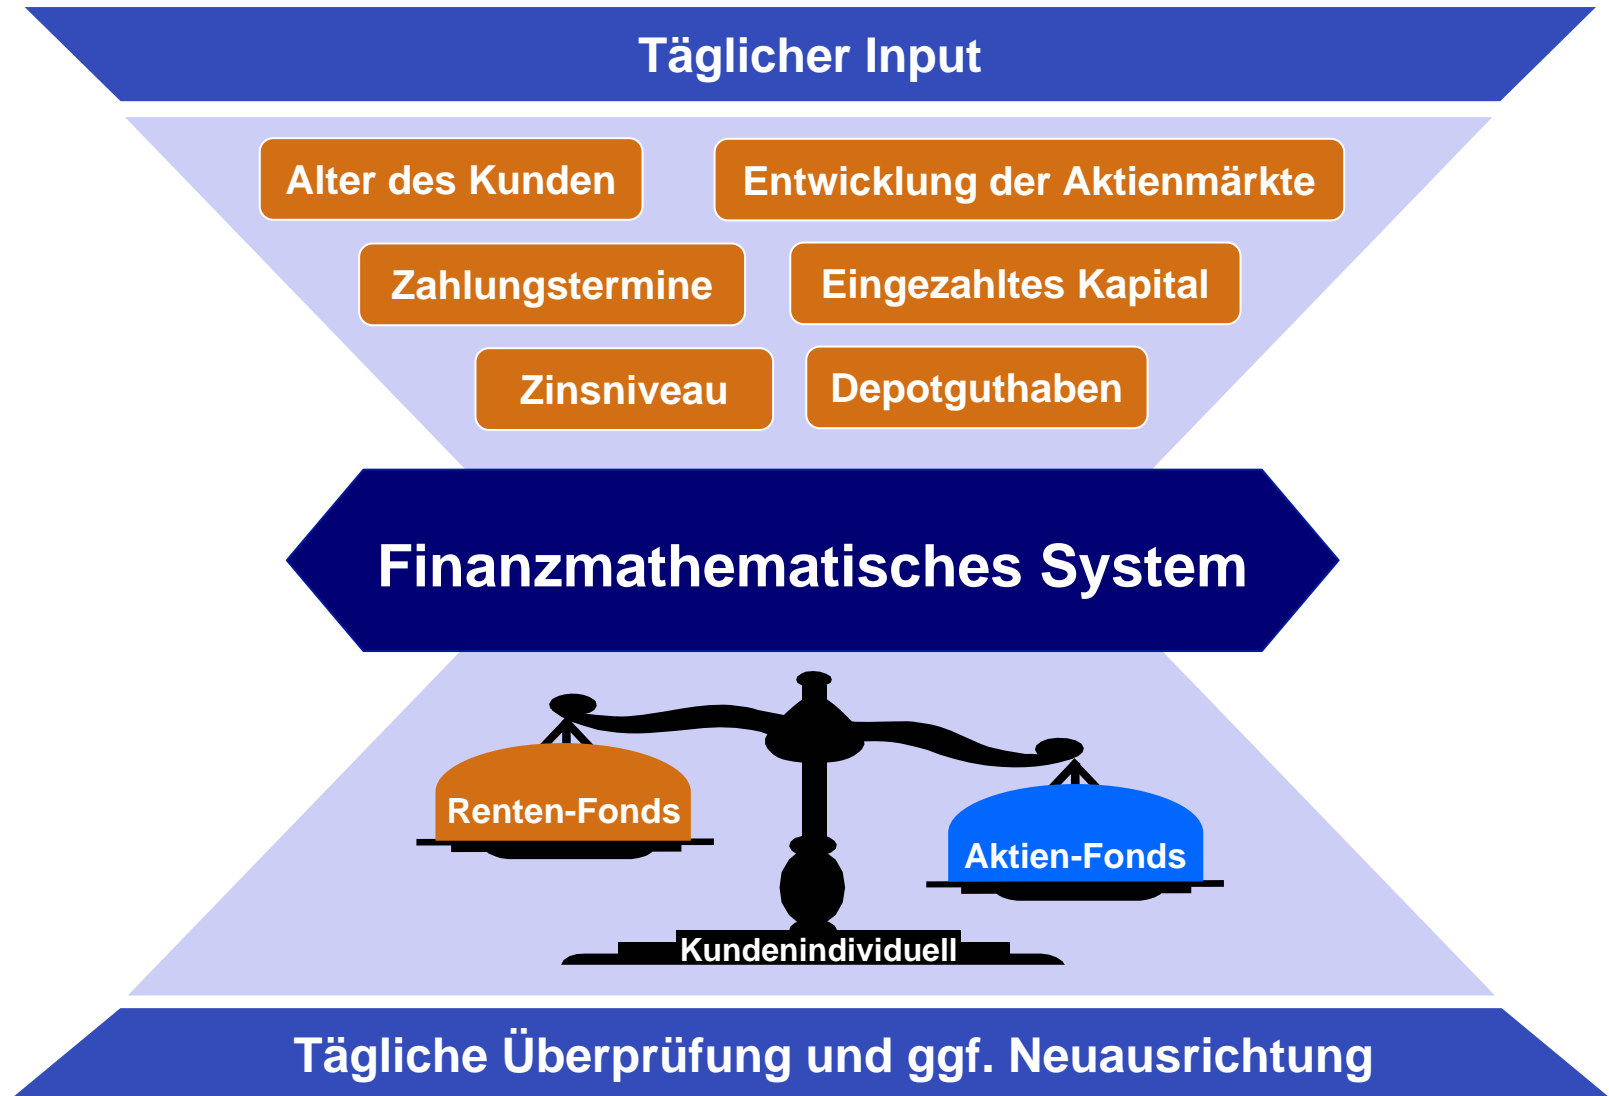 Täglicher Input
Alter des Kunden
Entwicklung der Aktienmärkte
Zahlungstermine
Eingezahltes Kapital
Zinsniveau
Depotguthaben
Finanzmathematisches System
Renten-Fonds
Aktien-Fonds
Kundenindividuell
Tägliche Überprüfung und ggf. Neuausrichtung